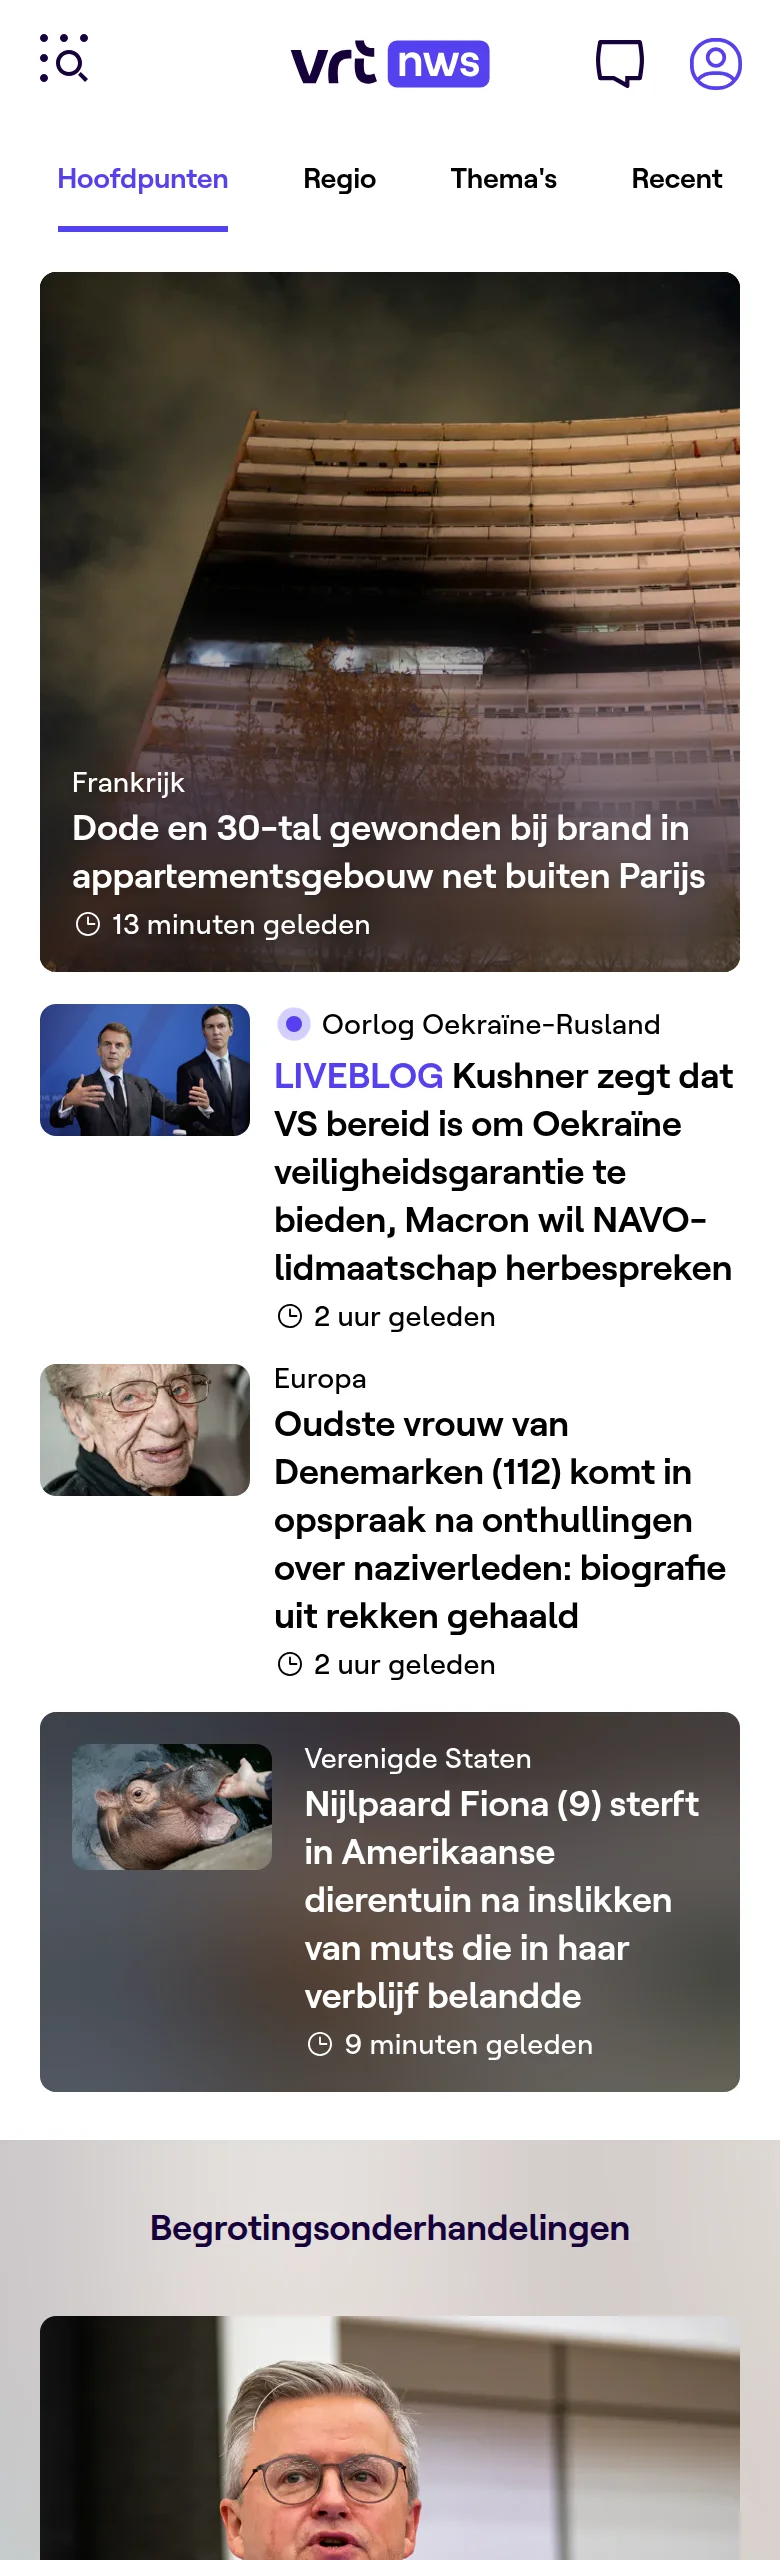 vrt nws
Hoofdpunten Regio Thema's Recent
Frankrijk
Dode en 30-tal gewonden bij brand in
appartementsgebouw net buiten Parijs
13 minuten geleden
Oorlog Oekraïne-Rusland
LIVEBLOG Kushner zegt dat
VS bereid is om Oekraïne
veiligheidsgarantie te
bieden, Macron wil NAVO-
lidmaatschap herbespreken
2 uur geleden
Europa
Oudste vrouw van
Denemarken (112) komt in
opspraak na onthullingen
over naziverleden: biografie
uit rekken gehaald
2 uur geleden
Verenigde Staten
Nijlpaard Fiona (9) sterft
in Amerikaanse
dierentuin na inslikken
van muts die in haar
verblijf belandde
9 minuten geleden
Begrotingsonderhandelingen